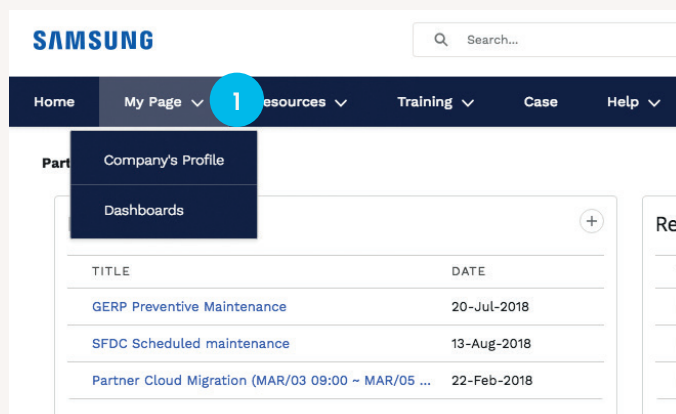 SAMSUNG
Search...
Home My Page 1 esources Training Case Help
Part
Company's Profile
Dashboards
Re
TITLE DATE
GERP Preventive Maintenance 20-Jul-2018
SFDC Scheduled maintenance 13-Aug-2018
Partner Cloud Migration (MAR/03 09:00 ~ MAR/05 ... 22-Feb-2018